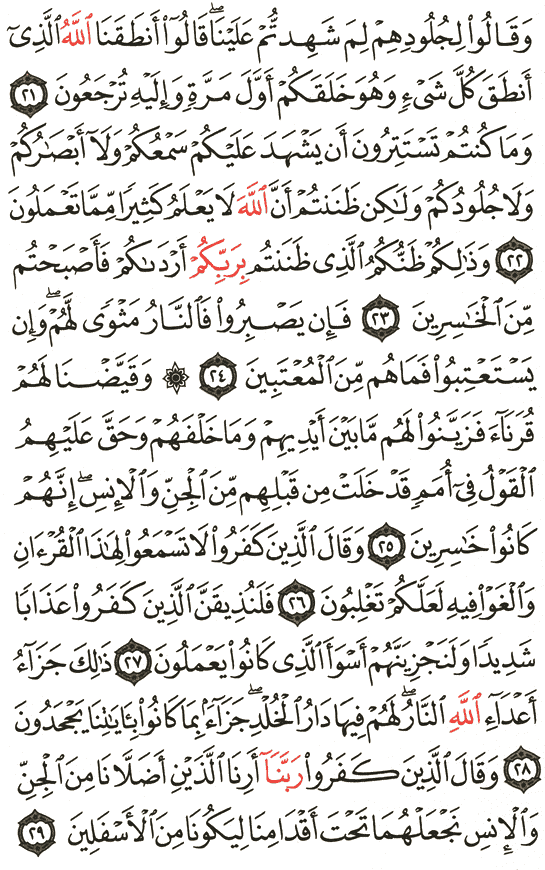 وَقَالُوا۟ لِجُلُودِهِمْ لِمَ شَهِدتُّمْ عَلَيْنَا ۖ قَالُوٓا۟ أَنطَقَنَا ٱللَّهُ ٱلَّذِىٓ
أَنطَقَ كُلَّ شَىْءٍ وَهُوَ خَلَقَكُمْ أَوَّلَ مَرَّةٍ وَإِلَيْهِ تُرْجَعُونَ ٢١
وَمَا كُنتُمْ تَسْتَتِرُونَ أَن يَشْهَدَ عَلَيْكُمْ سَمْعُكُمْ وَلَآ أَبْصَـٰرُكُمْ
وَلَا جُلُودُكُمْ وَلَـٰكِن ظَنَنتُمْ أَنَّ ٱللَّهَ لَا يَعْلَمُ كَثِيرًا مِّمَّا تَعْمَلُونَ
٢٢ وَذَٰلِكُمْ ظَنُّكُمُ ٱلَّذِى ظَنَنتُم بِرَبِّكُمْ أَرْدَىٰكُمْ فَأَصْبَحْتُم
مِّنَ ٱلْخَـٰسِرِينَ ٢٣ فَإِن يَصْبِرُوا۟ فَٱلنَّارُ مَثْوًى لَّهُمْ ۖ وَإِن
يَسْتَعْتِبُوا۟ فَمَا هُم مِّنَ ٱلْمُعْتَبِينَ ٢٤ ۞ وَقَيَّضْنَا لَهُمْ
قُرَنَآءَ فَزَيَّنُوا۟ لَهُم مَّا بَيْنَ أَيْدِيهِمْ وَمَا خَلْفَهُمْ وَحَقَّ عَلَيْهِمُ
ٱلْقَوْلُ فِىٓ أُمَمٍ قَدْ خَلَتْ مِن قَبْلِهِم مِّنَ ٱلْجِنِّ وَٱلْإِنسِ ۖ إِنَّهُمْ
كَانُوا۟ خَـٰسِرِينَ ٢٥ وَقَالَ ٱلَّذِينَ كَفَرُوا۟ لَا تَسْمَعُوا۟ لِهَـٰذَا ٱلْقُرْءَانِ
وَٱلْغَوْا۟ فِيهِ لَعَلَّكُمْ تَغْلِبُونَ ٢٦ فَلَنُذِيقَنَّ ٱلَّذِينَ كَفَرُوا۟ عَذَابًا
شَدِيدًا وَلَنَجْزِيَنَّهُمْ أَسْوَأَ ٱلَّذِى كَانُوا۟ يَعْمَلُونَ ٢٧ ذَٰلِكَ جَزَآءُ
أَعْدَآءِ ٱللَّهِ ٱلنَّارُ ۖ لَهُمْ فِيهَا دَارُ ٱلْخُلْدِ ۖ جَزَآءًۢ بِمَا كَانُوا۟ بِـَٔايَـٰتِنَا يَجْحَدُونَ
٢٨ وَقَالَ ٱلَّذِينَ كَفَرُوا۟ رَبَّنَآ أَرِنَا ٱلَّذَيْنِ أَضَلَّانَا مِنَ ٱلْجِنِّ
وَٱلْإِنسِ نَجْعَلْهُمَا تَحْتَ أَقْدَامِنَا لِيَكُونَا مِنَ ٱلْأَسْفَلِينَ ٢٩